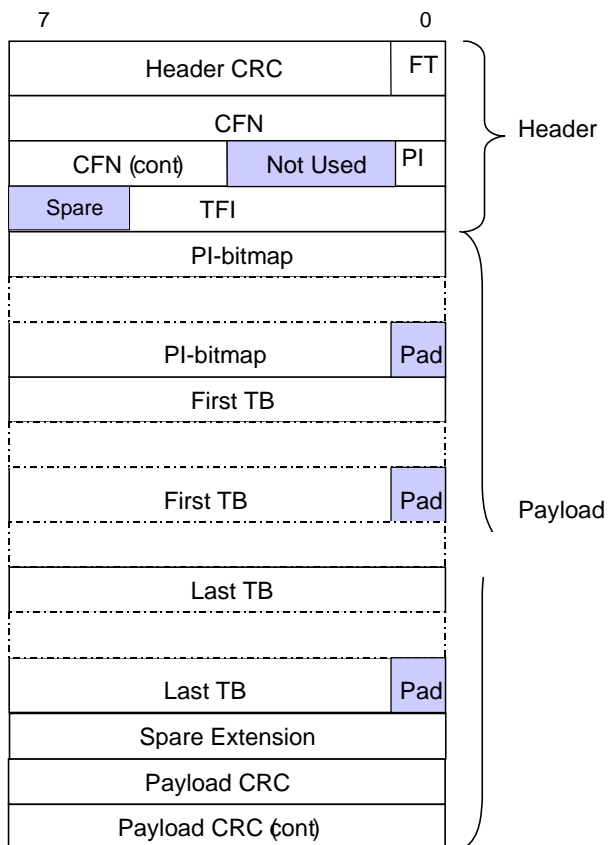 7 0
Header CRC FT
CFN
Header
CFN (cont) Not Used PI
Spare TFI
PI-bitmap
PI-bitmap Pad
First TB
First TB Pad
Payload
Last TB
Last TB Pad
Spare Extension
Payload CRC
Payload CRC (cont)